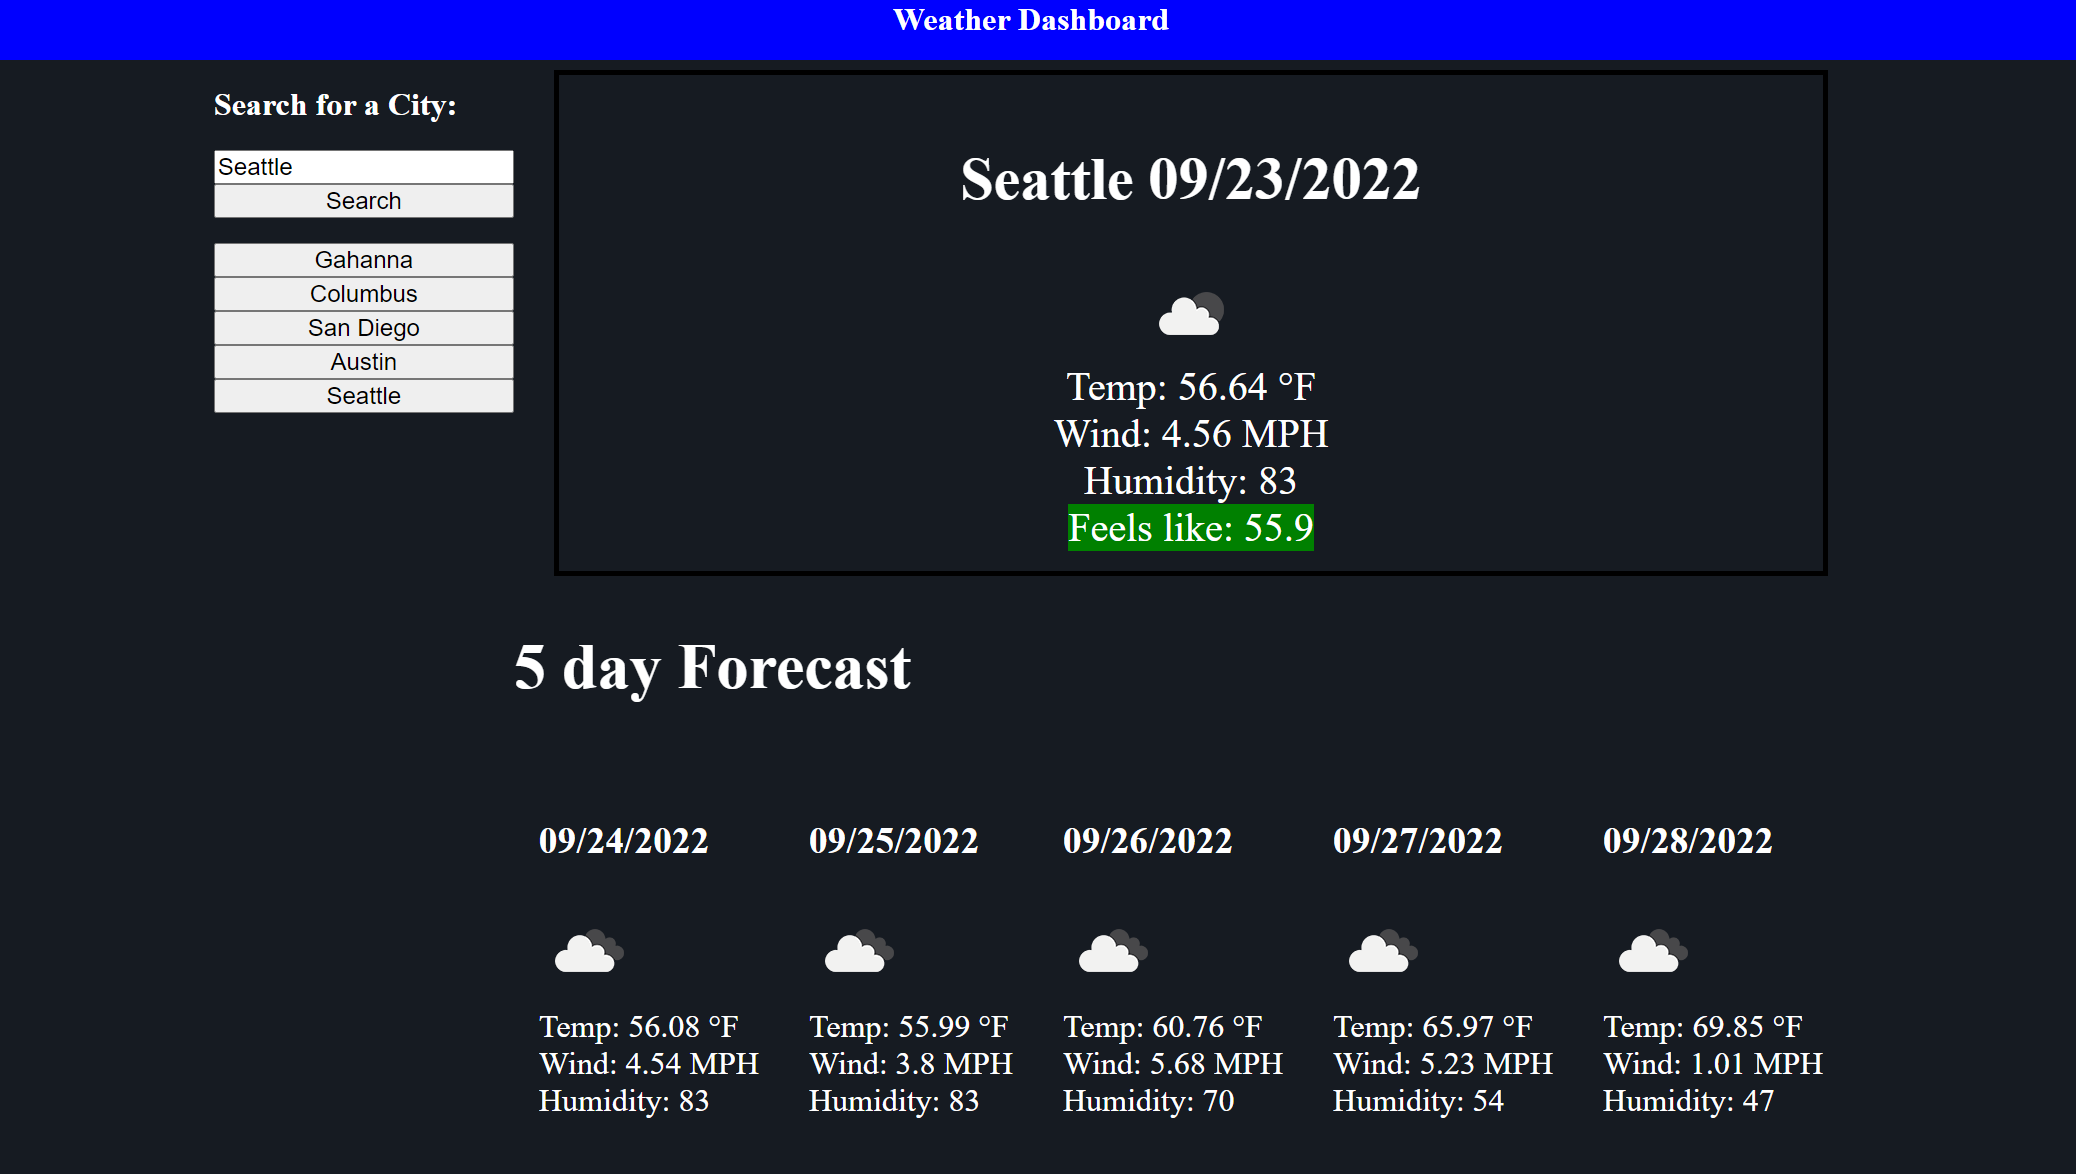 Weather Dashboard
Search for a City:
Seattle
Search
Gahanna
Columbus
San Diego
Austin
Seattle
Seattle 09/23/2022
Temp: 56.64 °F
Wind: 4.56 MPH
Humidity: 83
Feels like: 55.9
5 day Forecast
09/24/2022
Temp: 56.08 °F
Wind: 4.54 MPH
Humidity: 83
09/25/2022
Temp: 55.99 °F
Wind: 3.8 MPH
Humidity: 83
09/26/2022
Temp: 60.76 °F
Wind: 5.68 MPH
Humidity: 70
09/27/2022
Temp: 65.97 °F
Wind: 5.23 MPH
Humidity: 54
09/28/2022
Temp: 69.85 °F
Wind: 1.01 MPH
Humidity: 47